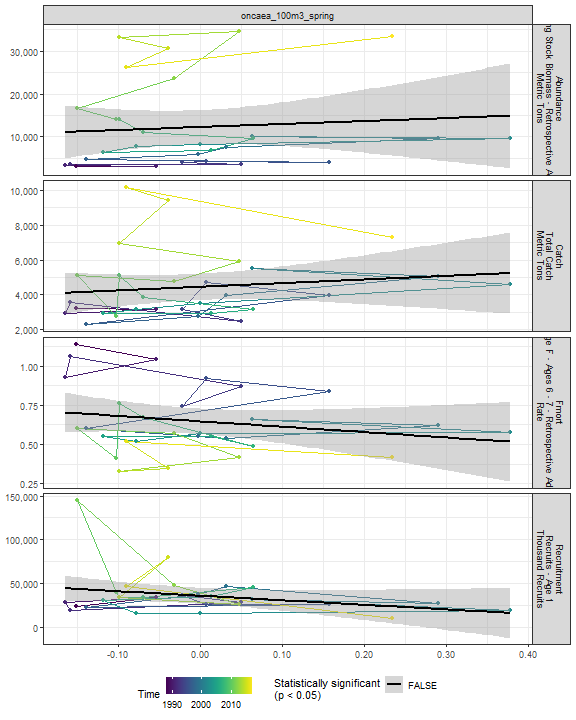 oncaea_100m3_spring
30,000
20,000
10,000
Abundance
ng Stock Biomass - Retrospective A
Metric Tons
10,000
8,000
6,000
4,000
2,000
Catch
Total Catch
Metric Tons
1.00
0.75
0.50
0.25
Fmort
ge F - Ages 6 - 7 - Retrospective Ad
Rate
150,000
100,000
50,000
0
Recruitment
Recruits - Age 1
Thousand Recruits
-0.10 0.00 0.10 0.20 0.30 0.40
Time
1990 2000 2010
Statistically significant
(p < 0.05)
FALSE